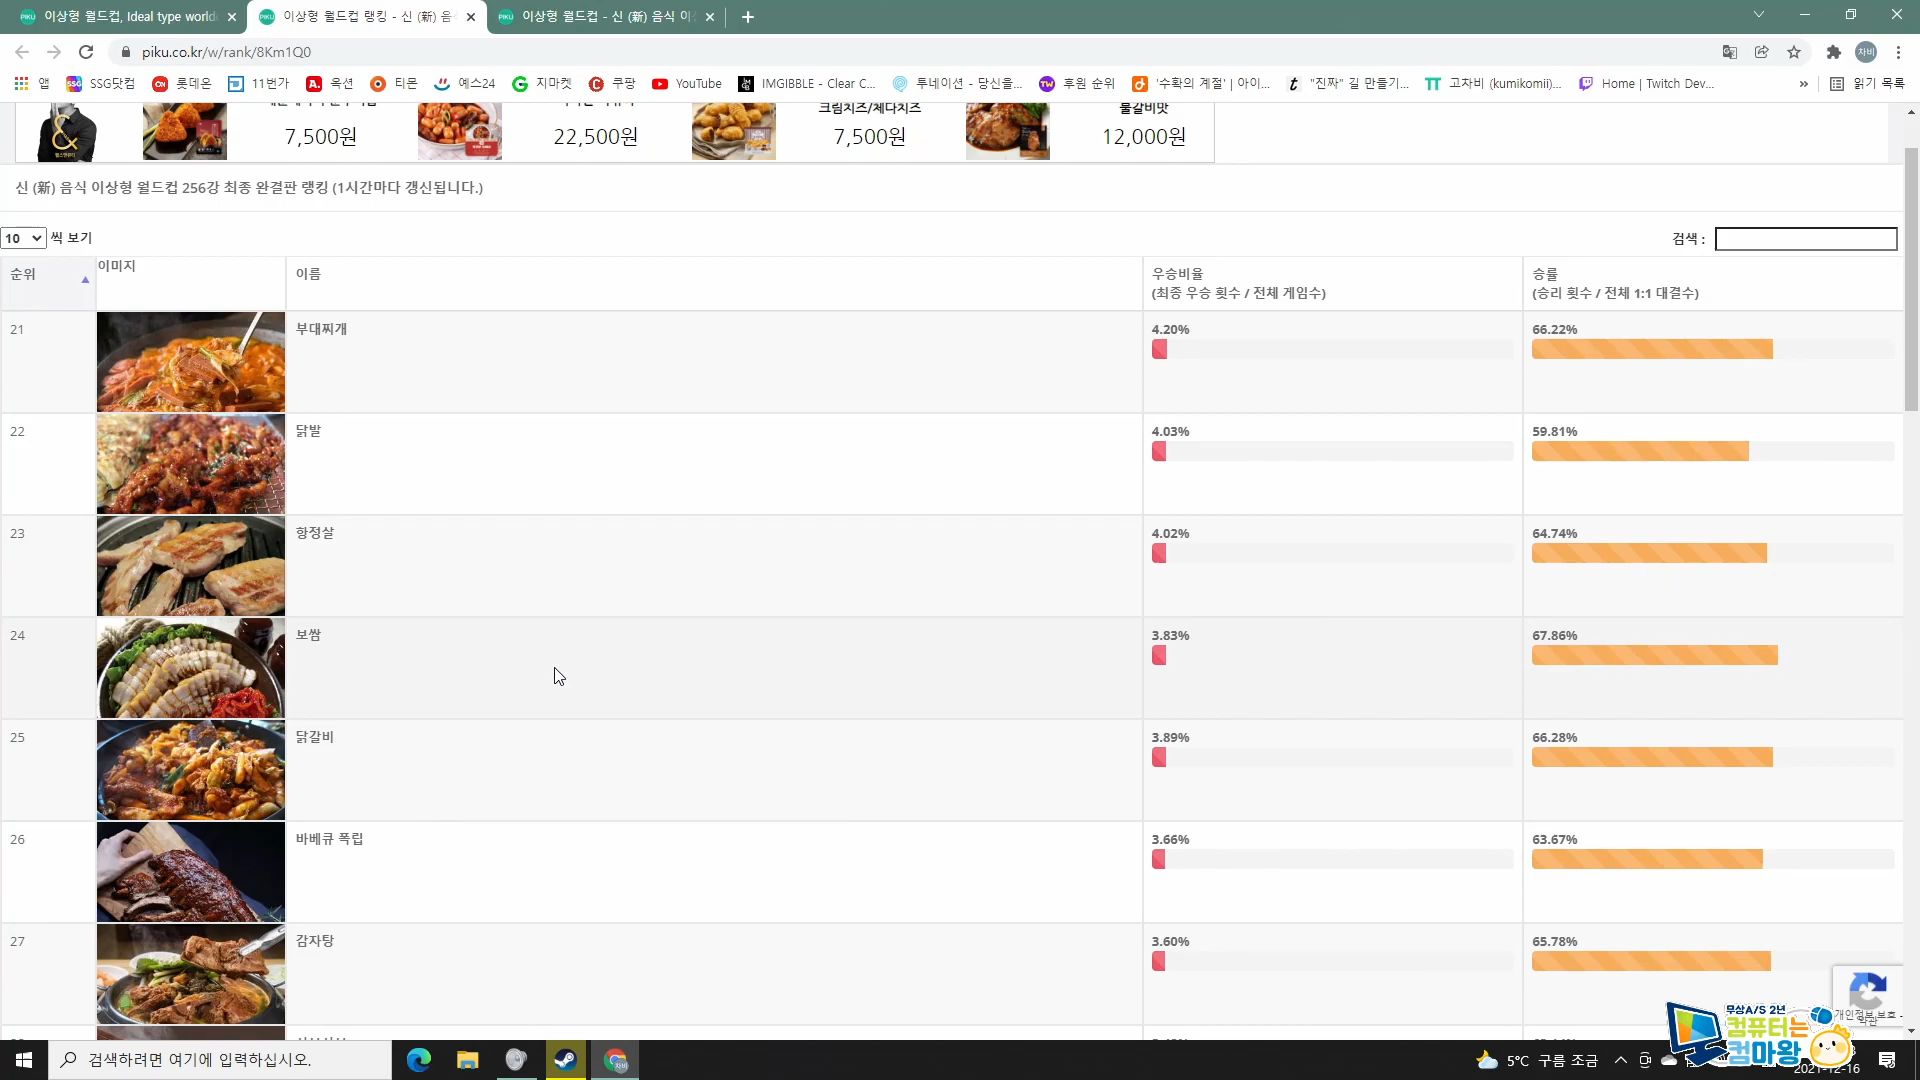 이상형 월드컵, Ideal type world
이상형 월드컵 랭킹 - 신 (新) 음식
이상형 월드컵 - 신 (新) 음식 이
piku.co.kr/w/rank/8Km1Q0
차비
앱
SSG닷컴
롯데온
11번가
옥션
티몬
예스24
지마켓
쿠팡
YouTube
IMGIBBLE - Clear C...
투네이션 - 당신을...
후원 순위
'수확의 계절' | 아이...
"진짜" 길 만들기...
고차비 (kumikomii)...
Home | Twitch Dev...
»
읽기 목록
크림치즈/체다치즈
불갈비맛
7,500원
22,500원
7,500원
12,000원
신 (新) 음식 이상형 월드컵 256강 최종 완결판 랭킹 (1시간마다 갱신됩니다.)
10 씩 보기
검색 :
순위
이미지
이름
우승비율
(최종 우승 횟수 / 전체 게임수)
승률
(승리 횟수 / 전체 1:1 대결수)
21 부대찌개 4.20% 66.22%
22 닭발 4.03% 59.81%
23 항정살 4.02% 64.74%
24 보쌈 3.83% 67.86%
25 닭갈비 3.89% 66.28%
26 바베큐 폭립 3.66% 63.67%
27 감자탕 3.60% 65.78%
무상A/S 2년
컴퓨터는
컴마왕
개인정보 보호 -
약관
검색하려면 여기에 입력하십시오.
5°C 구름 조금
2021-12-16